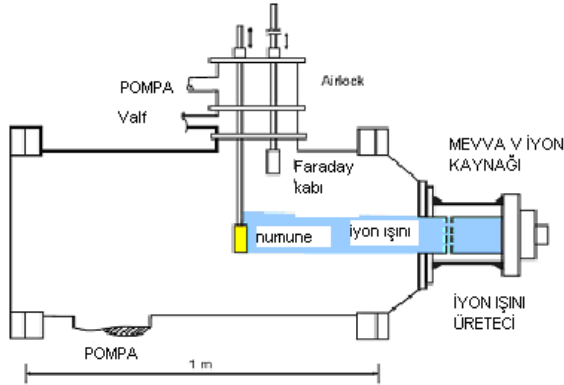 POMPA
Airlock
Valf
MEVVA V İYON
KAYNAĞI
Faraday
kabı
numune
iyon ışını
İYON IŞINI
ÜRETECİ
POMPA
1 m